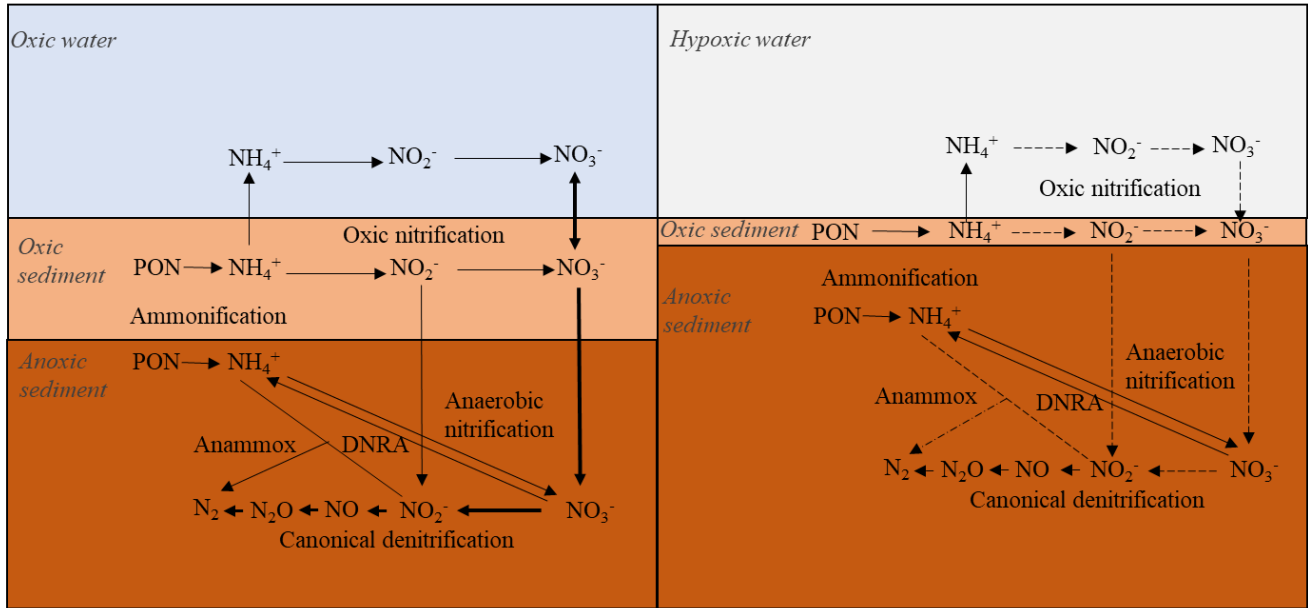 Oxic water
NH₄⁺ NO₂⁻ NO₃⁻
Oxic sediment
Oxic nitrification
PON NH₄⁺ NO₂⁻ NO₃⁻
Ammonification
Anoxic sediment
PON NH₄⁺
Anaerobic nitrification
Anammox DNRA
N₂ N₂O NO NO₂⁻ NO₃⁻
Canonical denitrification
Hypoxic water
NH₄⁺ NO₂⁻ NO₃⁻
Oxic nitrification
Oxic sediment PON NH₄⁺ NO₂⁻ NO₃⁻
Ammonification
Anoxic sediment
PON NH₄⁺
Anaerobic nitrification
Anammox DNRA
N₂ N₂O NO NO₂⁻ NO₃⁻
Canonical denitrification